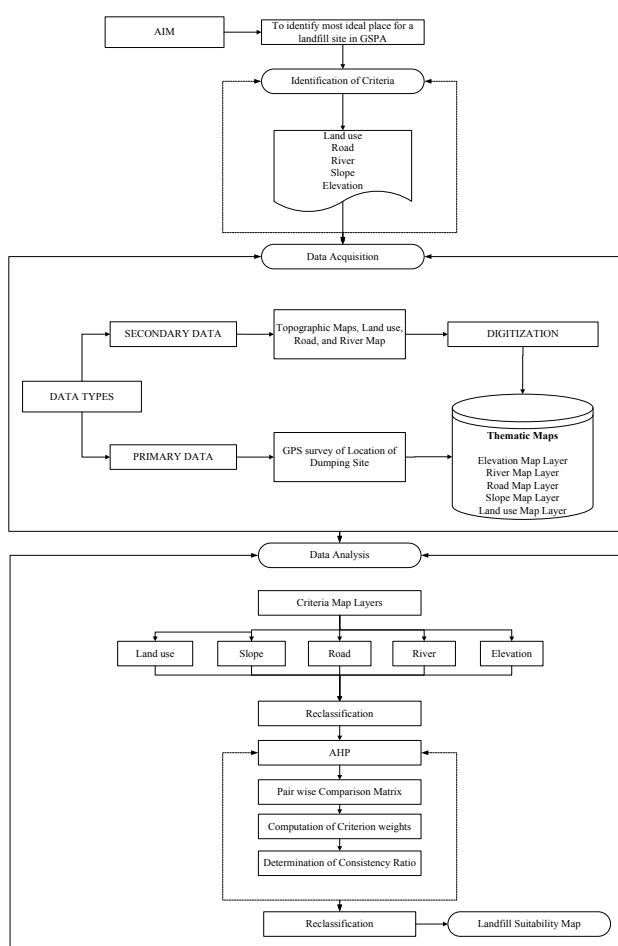 AIM
To identify most ideal place for a
landfill site in GSPA
Identification of Criteria
Land use
Road
River
Slope
Elevation
Data Acquisition
SECONDARY DATA
Topographic Maps, Land use,
Road, and River Map
DIGITIZATION
DATA TYPES
PRIMARY DATA
GPS survey of Location of
Dumping Site
Thematic Maps
Elevation Map Layer
River Map Layer
Road Map Layer
Slope Map Layer
Land use Map Layer
Data Analysis
Criteria Map Layers
Land use
Slope
Road
River
Elevation
Reclassification
AHP
Pair wise Comparison Matrix
Computation of Criterion weights
Determination of Consistency Ratio
Reclassification
Landfill Suitability Map